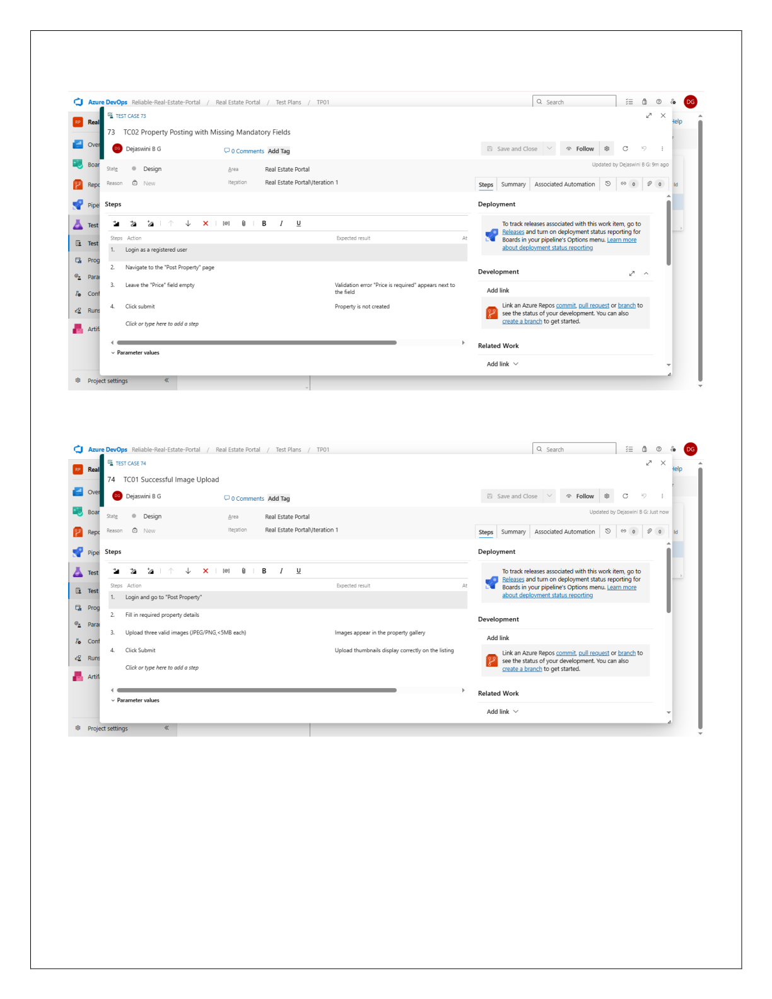 Azure DevOps Reliable-Real-Estate-Portal / Real Estate Portal / Test Plans / TP01 Search DG
TEST CASE 73
RP Real Help
73 TC02 Property Posting with Missing Mandatory Fields
DG Dejaswini B G 0 Comments Add Tag Save and Close Follow
Updated by Dejaswini B G: 9m ago
State Design Area Real Estate Portal
Reason New Iteration Real Estate Portal\Iteration 1
Steps Summary Associated Automation 0 0 Id
Over
Boar
Repo
Pipe
Test
Test
Prog
Para
Conf
Runs
Artif
Steps
B I U
Steps Action Expected result At
1. Login as a registered user
2. Navigate to the "Post Property" page
3. Leave the "Price" field empty Validation error "Price is required" appears next to
the field
4. Click submit Property is not created
Click or type here to add a step
Parameter values
Deployment
To track releases associated with this work item, go to
Releases and turn on deployment status reporting for
Boards in your pipeline's Options menu. Learn more
about deployment status reporting
Development
Add link
Link an Azure Repos commit, pull request or branch to
see the status of your development. You can also
create a branch to get started.
Related Work
Add link
Project settings
Azure DevOps Reliable-Real-Estate-Portal / Real Estate Portal / Test Plans / TP01 Search DG
TEST CASE 74
RP Real Help
74 TC01 Successful Image Upload
DG Dejaswini B G 0 Comments Add Tag Save and Close Follow
Updated by Dejaswini B G: Just now
State Design Area Real Estate Portal
Reason New Iteration Real Estate Portal\Iteration 1
Steps Summary Associated Automation 0 0 Id
Over
Boar
Repo
Pipe
Test
Test
Prog
Para
Conf
Runs
Artif
Steps
B I U
Steps Action Expected result At
1. Login and go to "Post Property"
2. Fill in required property details
3. Upload three valid images (JPEG/PNG,<5MB each) Images appear in the property gallery
4. Click Submit Upload thumbnails display correctly on the listing
Click or type here to add a step
Parameter values
Deployment
To track releases associated with this work item, go to
Releases and turn on deployment status reporting for
Boards in your pipeline's Options menu. Learn more
about deployment status reporting
Development
Add link
Link an Azure Repos commit, pull request or branch to
see the status of your development. You can also
create a branch to get started.
Related Work
Add link
Project settings